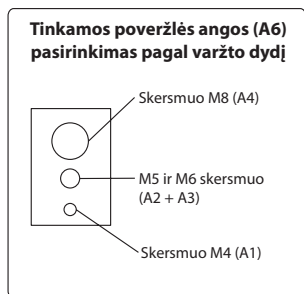 Tinkamos poveržlės angos (A6)
pasirinkimas pagal varžto dydį
Skersmuo M8 (A4)
M5 ir M6 skersmuo
(A2 + A3)
Skersmuo M4 (A1)